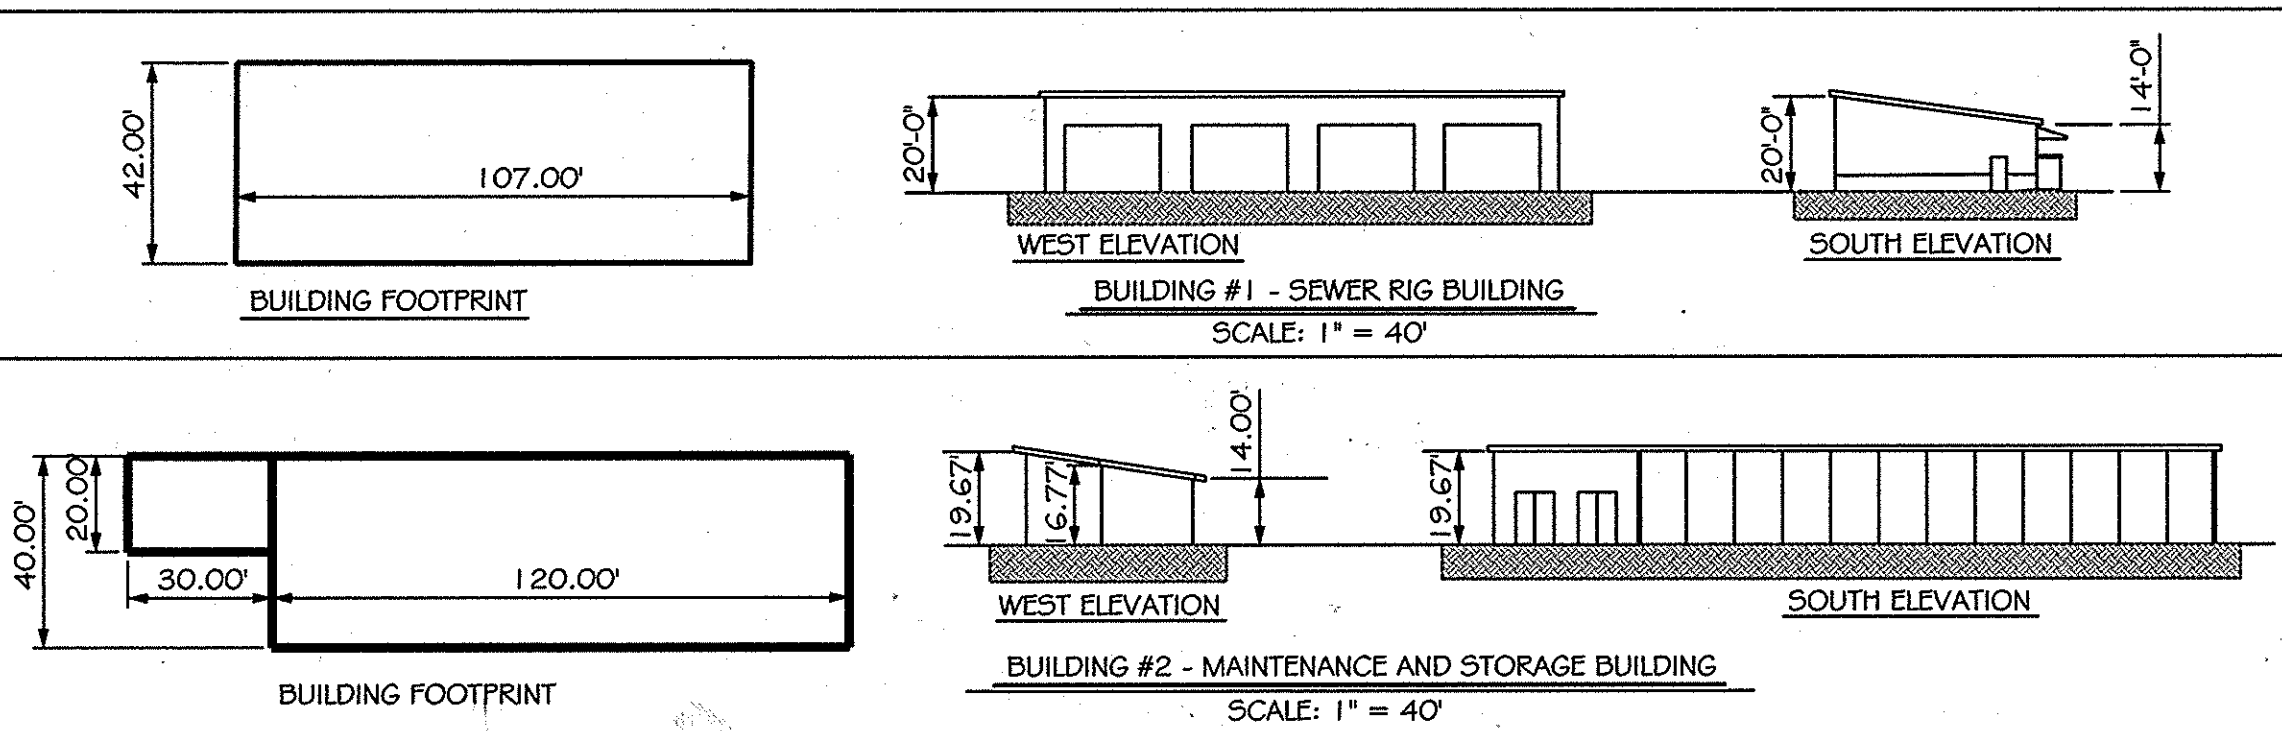 42.00'
107.00'
BUILDING FOOTPRINT
20'-0"
WEST ELEVATION
20'-0"
14'-0"
SOUTH ELEVATION
BUILDING #1 - SEWER RIG BUILDING
SCALE: 1" = 40'
40.00'
20.00'
30.00'
120.00'
BUILDING FOOTPRINT
19.67'
16.77'
14.00'
WEST ELEVATION
19.67'
SOUTH ELEVATION
BUILDING #2 - MAINTENANCE AND STORAGE BUILDING
SCALE: 1" = 40'